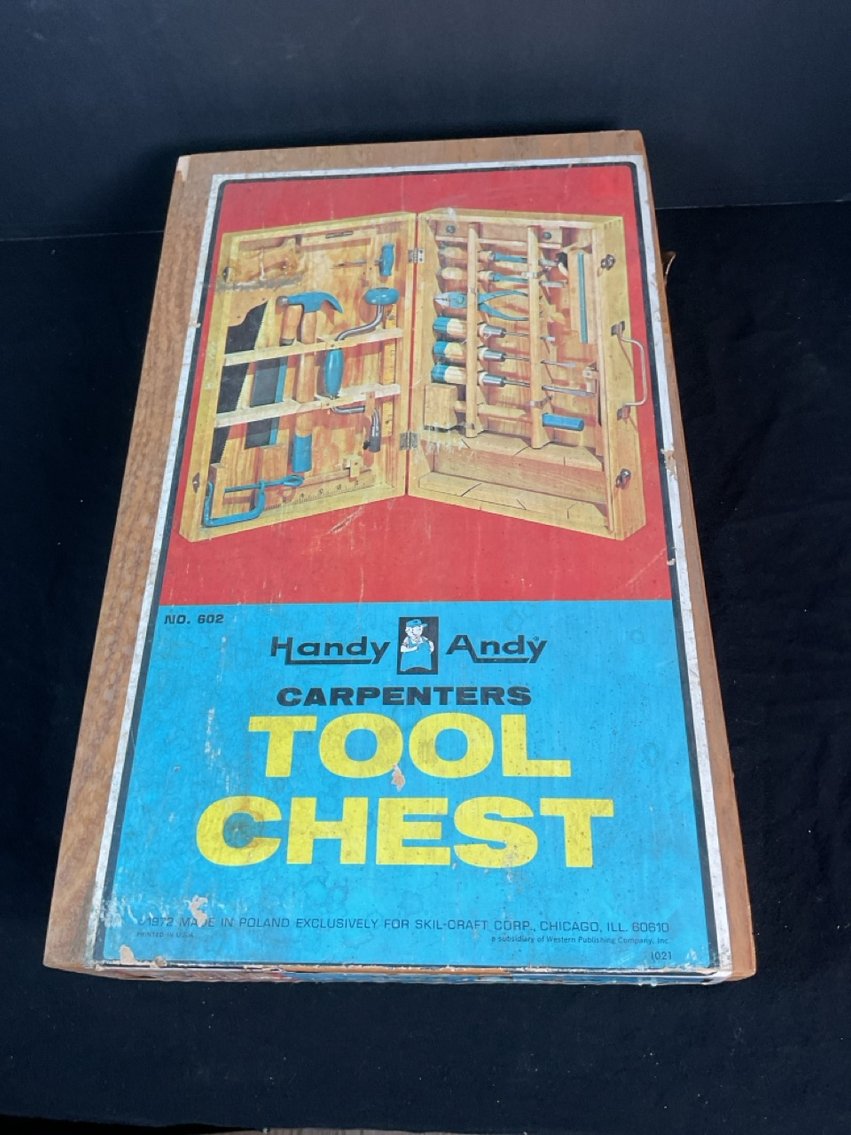 NO. 602
Handy Andy®
CARPENTERS
TOOL
CHEST
©1972 MADE IN POLAND EXCLUSIVELY FOR SKIL-CRAFT CORP., CHICAGO, ILL. 60610
PRINTED IN U.S.A.
a subsidiary of Western Publishing Company, Inc.
1021